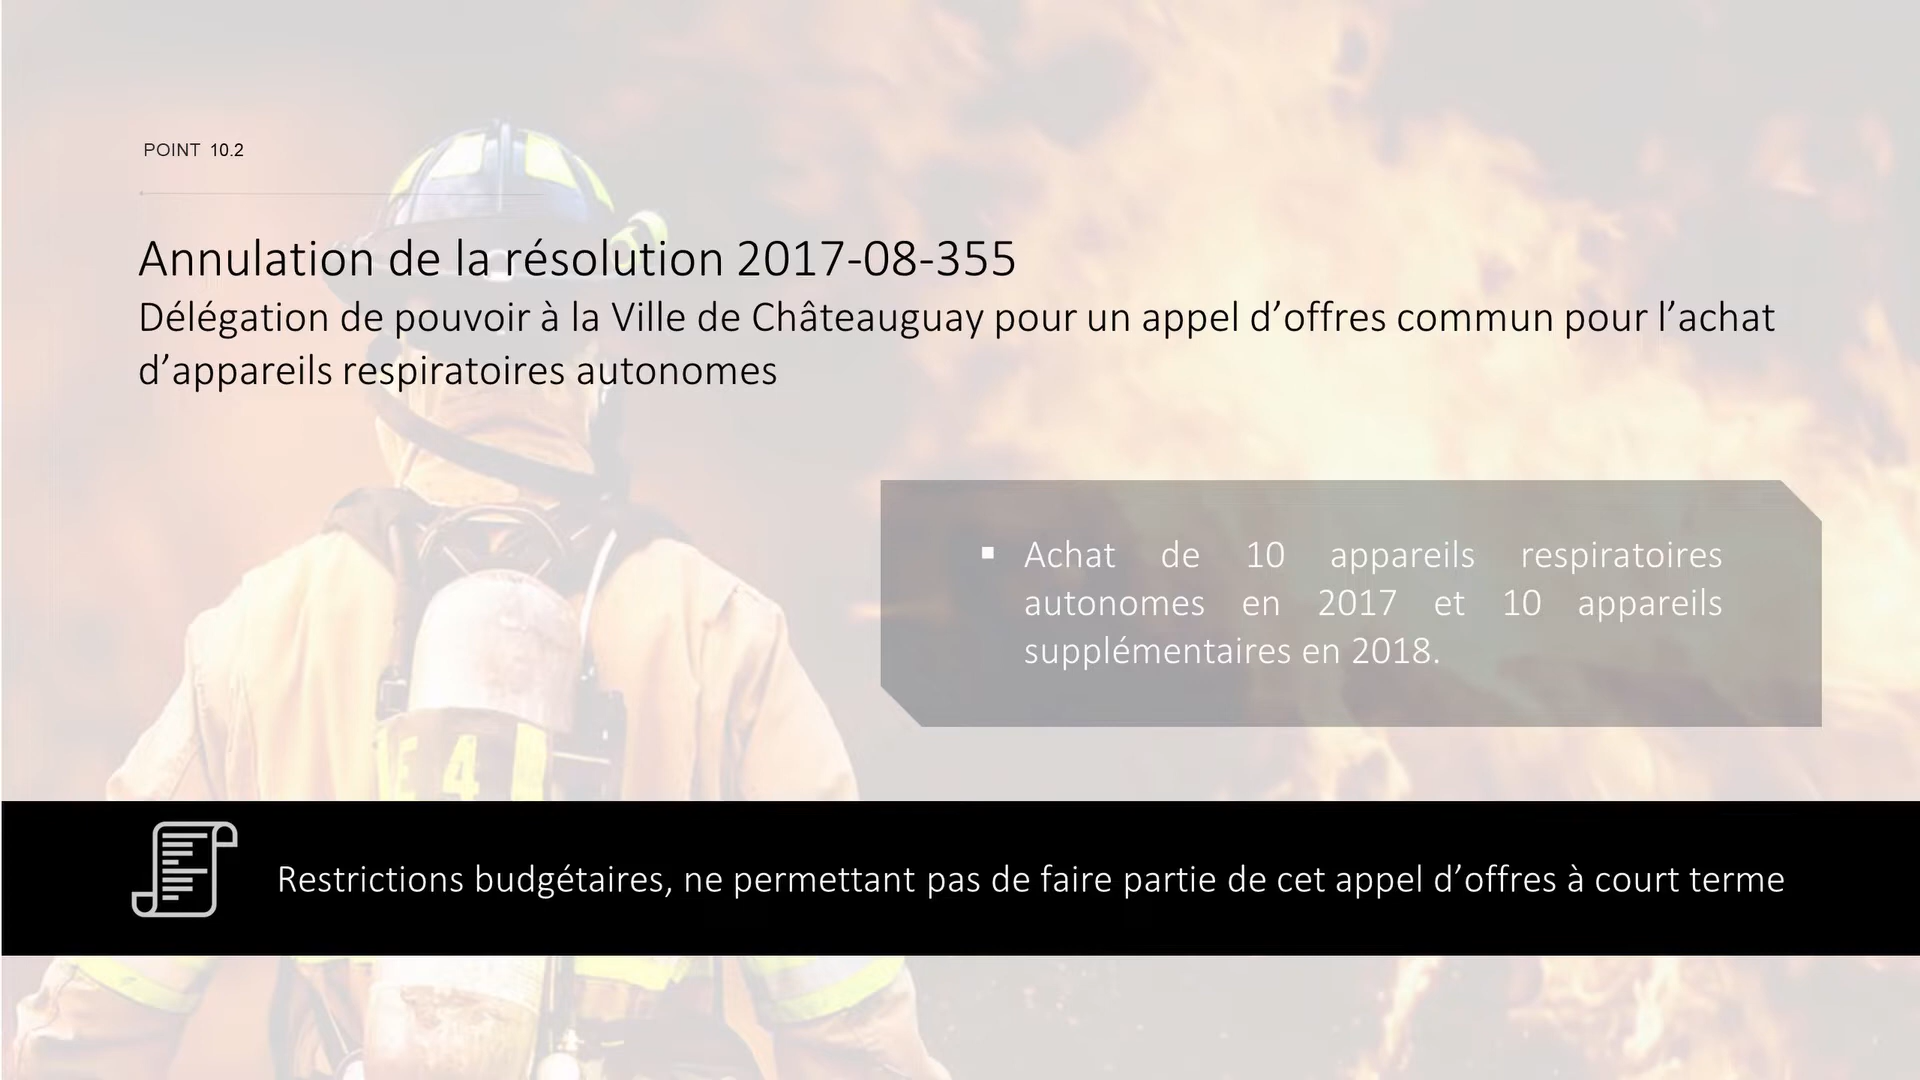 POINT 10.2
Annulation de la résolution 2017-08-355
Délégation de pouvoir à la Ville de Châteauguay pour un appel d’offres commun pour l’achat
d’appareils respiratoires autonomes
▪ Achat de 10 appareils respiratoires
autonomes en 2017 et 10 appareils
supplémentaires en 2018.
E 4
Restrictions budgétaires, ne permettant pas de faire partie de cet appel d’offres à court terme